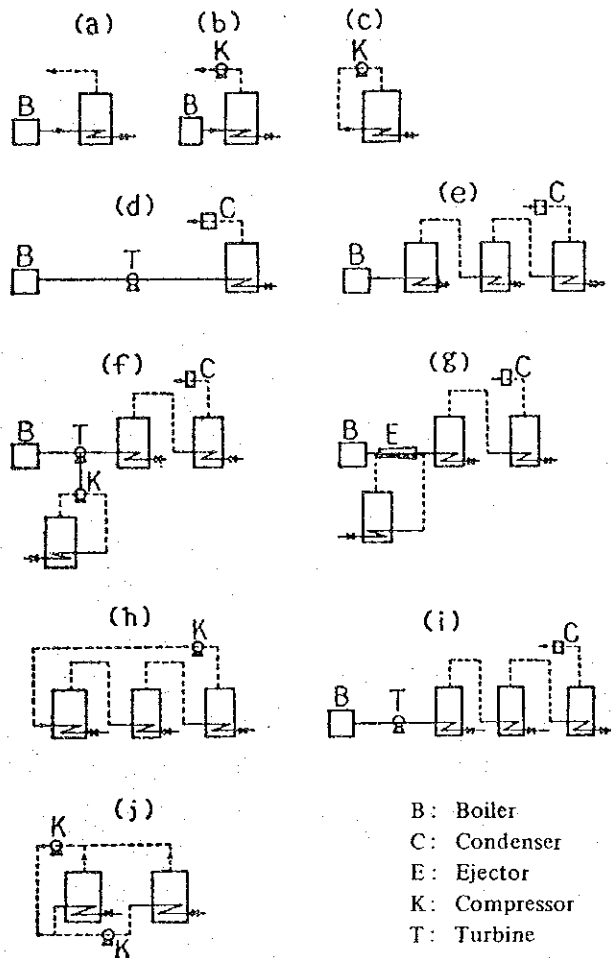 (a) (b) (c)
K K
B B
(d) (e)
C C
B T B
(f) (g)
C C
B T B E
K
(h) (i)
K C
B T
(j)
K
K
B: Boiler
C: Condenser
E: Ejector
K: Compressor
T: Turbine